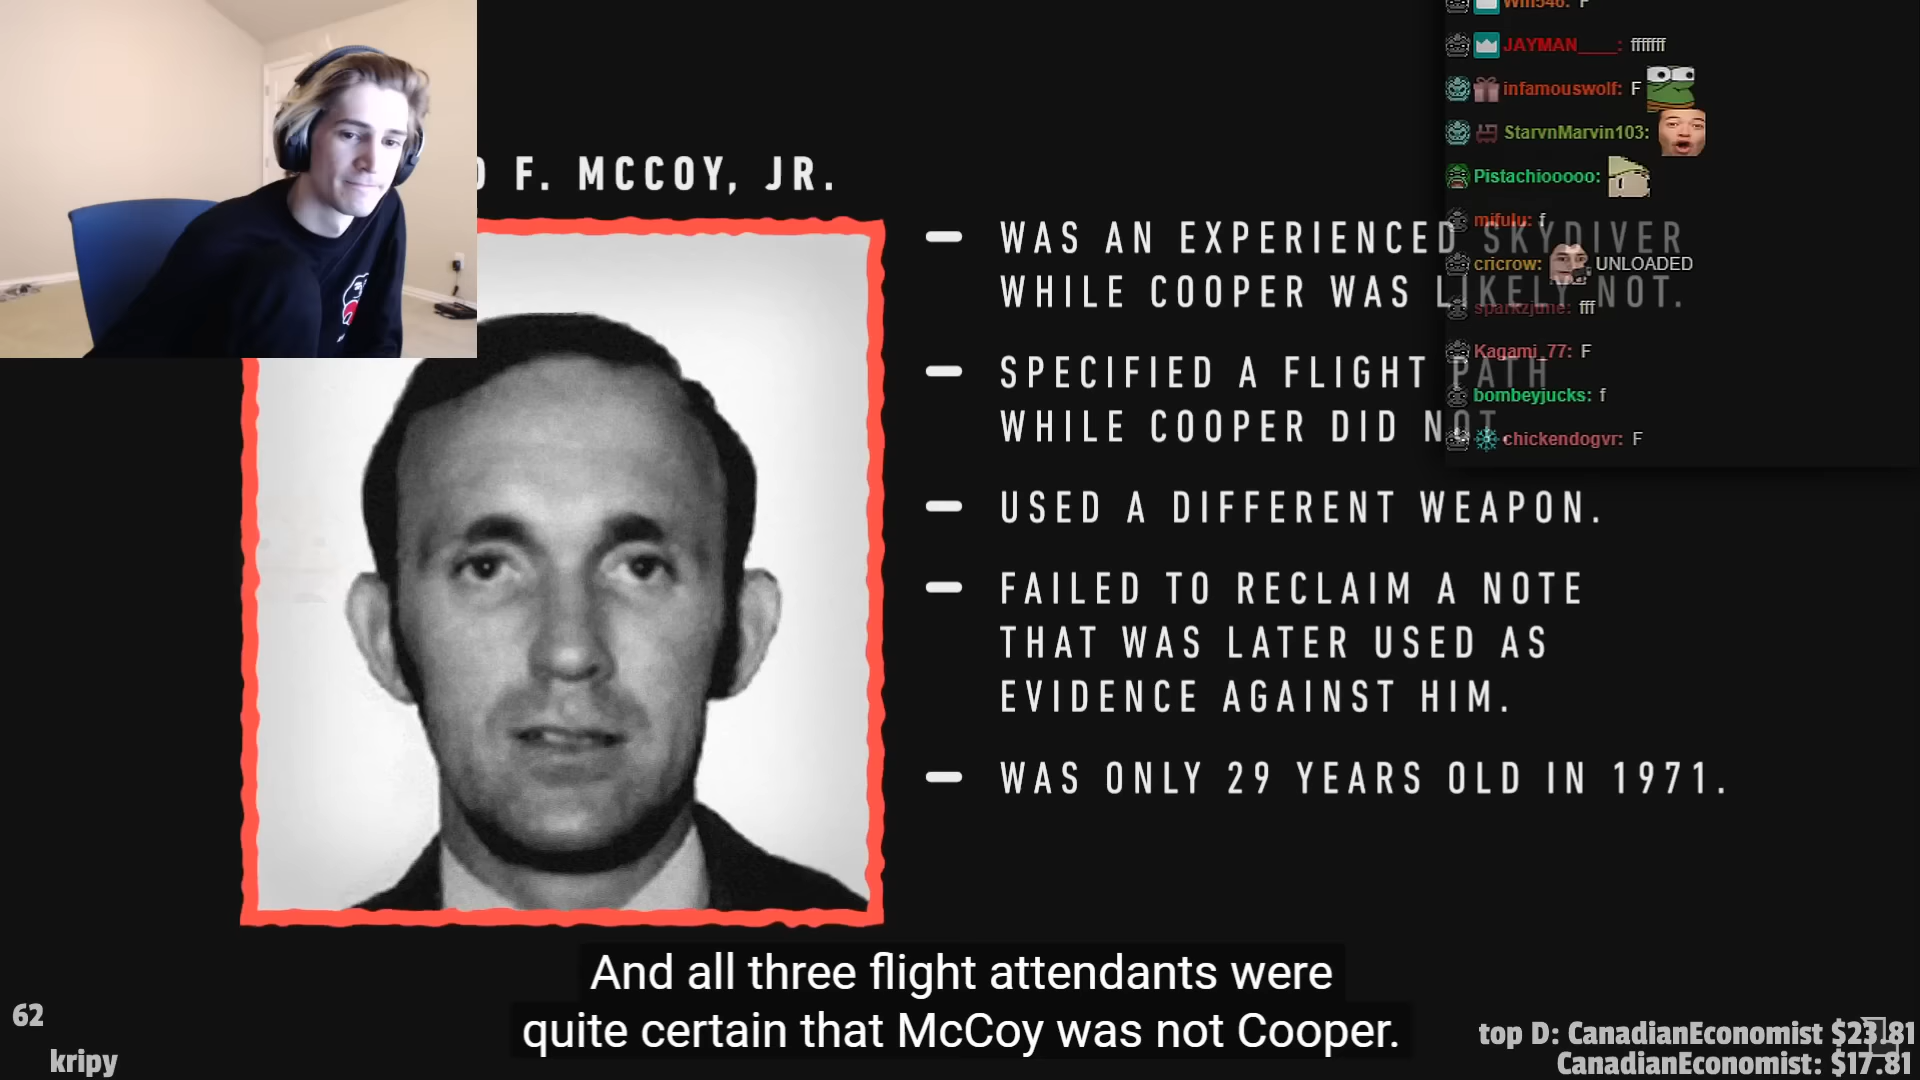 F. MCCOY, JR.
— WAS AN EXPERIENCED SKYDIVER
WHILE COOPER WAS LIKELY NOT.
— SPECIFIED A FLIGHT PATH
WHILE COOPER DID NOT.
— USED A DIFFERENT WEAPON.
— FAILED TO RECLAIM A NOTE
THAT WAS LATER USED AS
EVIDENCE AGAINST HIM.
— WAS ONLY 29 YEARS OLD IN 1971.
F
JAYMAN____: fffffff
infamouswolf: F
StarvnMarvin103:
Pistachiooooo:
mifulu: f
cricrow: UNLOADED
fff
Kagami_77: F
bombeyjucks: f
chickendogvr: F
And all three flight attendants were
quite certain that McCoy was not Cooper.
62
kripy
top D: CanadianEconomist $23.81
CanadianEconomist: $17.81